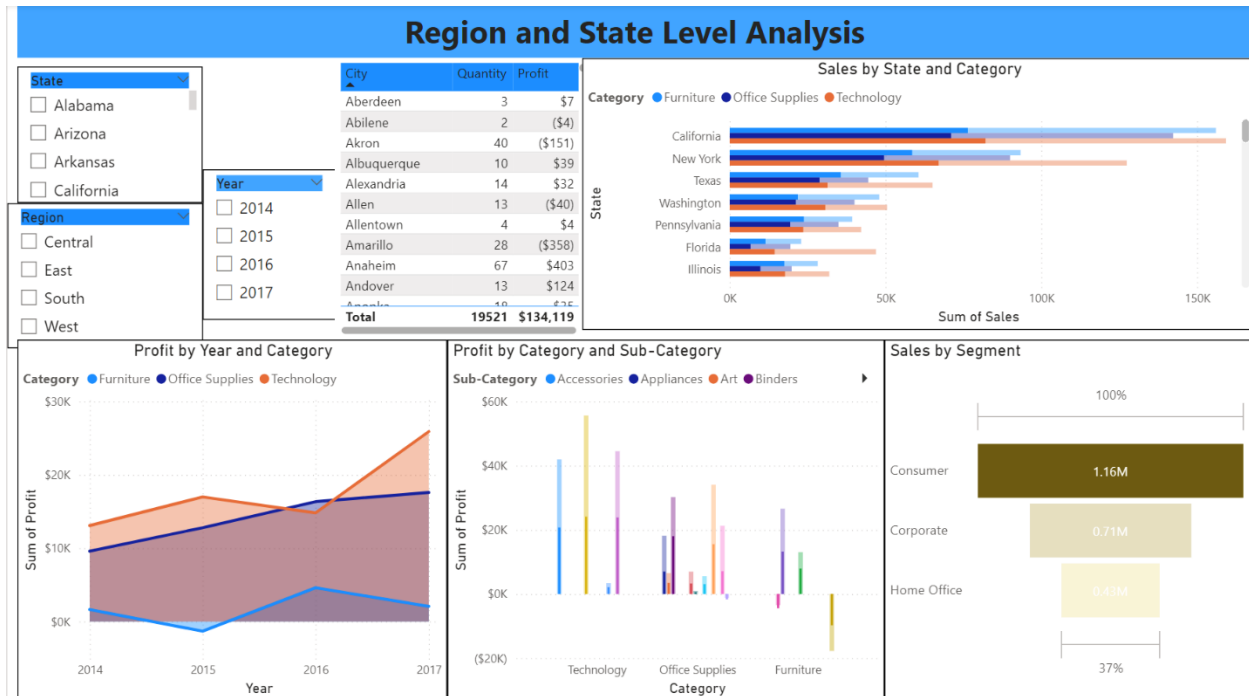 Region and State Level Analysis
State
Alabama
Arizona
Arkansas
California
Region
Central
East
South
West
Year
2014
2015
2016
2017
City Quantity Profit
Aberdeen 3 $7
Abilene 2 ($4)
Akron 40 ($151)
Albuquerque 10 $39
Alexandria 14 $32
Allen 13 ($40)
Allentown 4 $4
Amarillo 28 ($358)
Anaheim 67 $403
Andover 13 $124
Total 19521 $134,119
Sales by State and Category
Category Furniture Office Supplies Technology
State
California
New York
Texas
Washington
Pennsylvania
Florida
Illinois
0K 50K 100K 150K
Sum of Sales
Profit by Year and Category
Category Furniture Office Supplies Technology
Sum of Profit
$30K
$20K
$10K
$0K
2014 2015 2016 2017
Year
Profit by Category and Sub-Category
Sub-Category Accessories Appliances Art Binders
Sum of Profit
$60K
$40K
$20K
$0K
($20K)
Technology Office Supplies Furniture
Category
Sales by Segment
100%
Consumer 1.16M
Corporate 0.71M
Home Office
37%